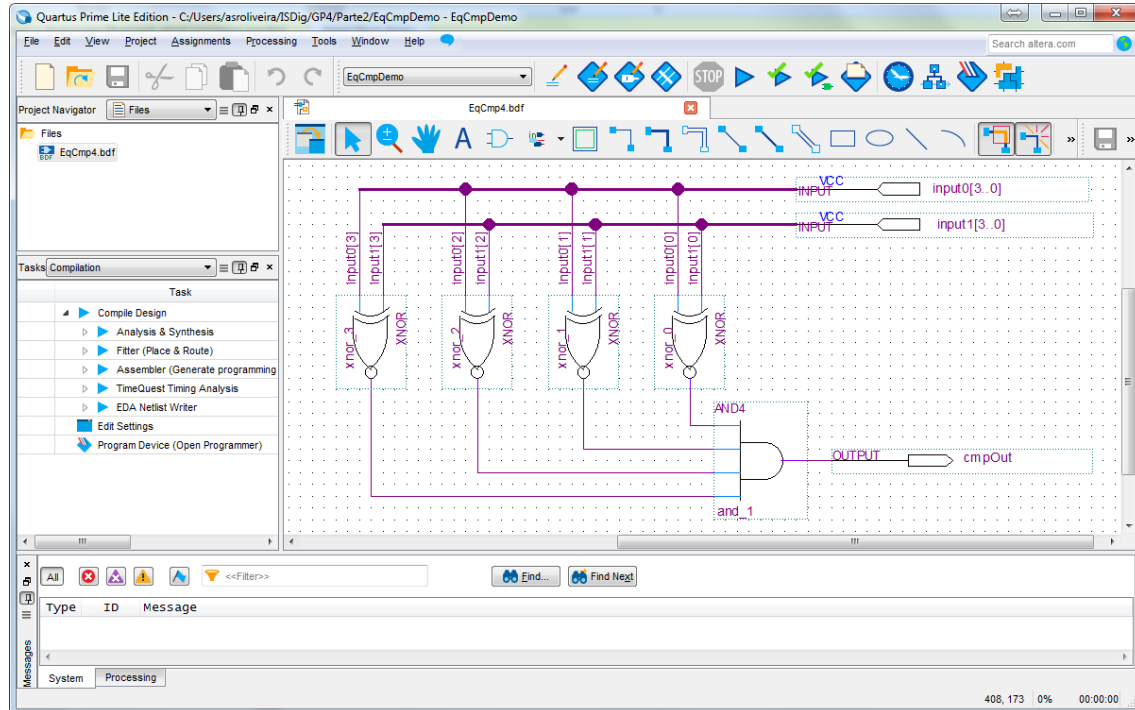 Quartus Prime Lite Edition - C:/Users/asroliveira/ISDig/GP4/Parte2/EqCmpDemo - EqCmpDemo
File Edit View Project Assignments Processing Tools Window Help
Search altera.com
EqCmpDemo
STOP
Project Navigator Files
EqCmp4.bdf
Files
EqCmp4.bdf
A
VCC
INPUT input0[3..0]
VCC
INPUT input1[3..0]
input0[3] input1[3] input0[2] input1[2] input0[1] input1[1] input0[0] input1[0]
xnor_3 XNOR xnor_2 XNOR xnor_1 XNOR xnor_0 XNOR
AND4
OUTPUT cmpOut
and_1
Tasks Compilation
Task
Compile Design
Analysis & Synthesis
Fitter (Place & Route)
Assembler (Generate programming
TimeQuest Timing Analysis
EDA Netlist Writer
Edit Settings
Program Device (Open Programmer)
All <<Filter>> Find... Find Next
Type ID Message
Messages
System Processing
408, 173 0% 00:00:00